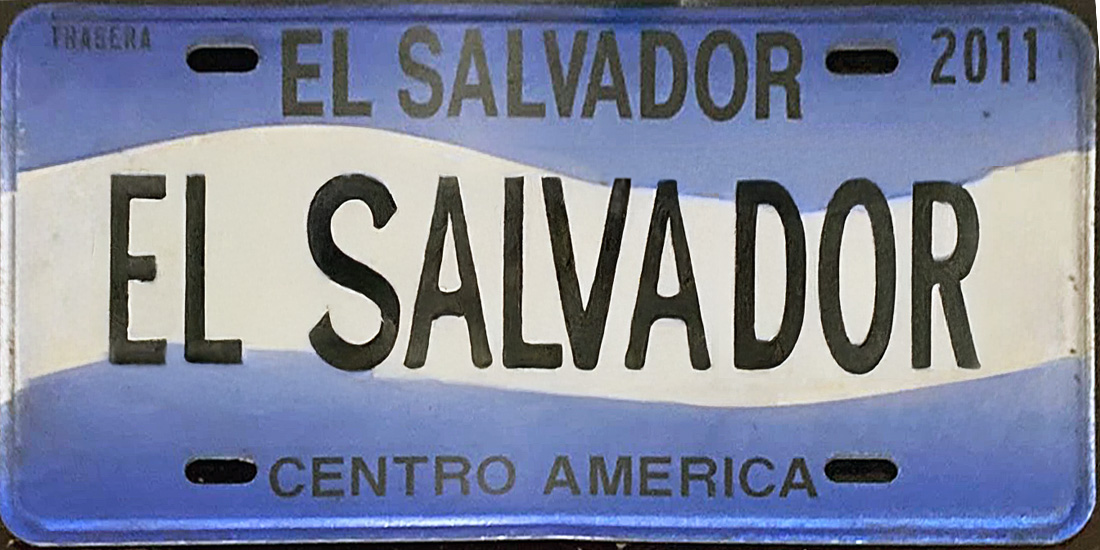 TRASERA EL SALVADOR 2011
EL SALVADOR
CENTRO AMERICA